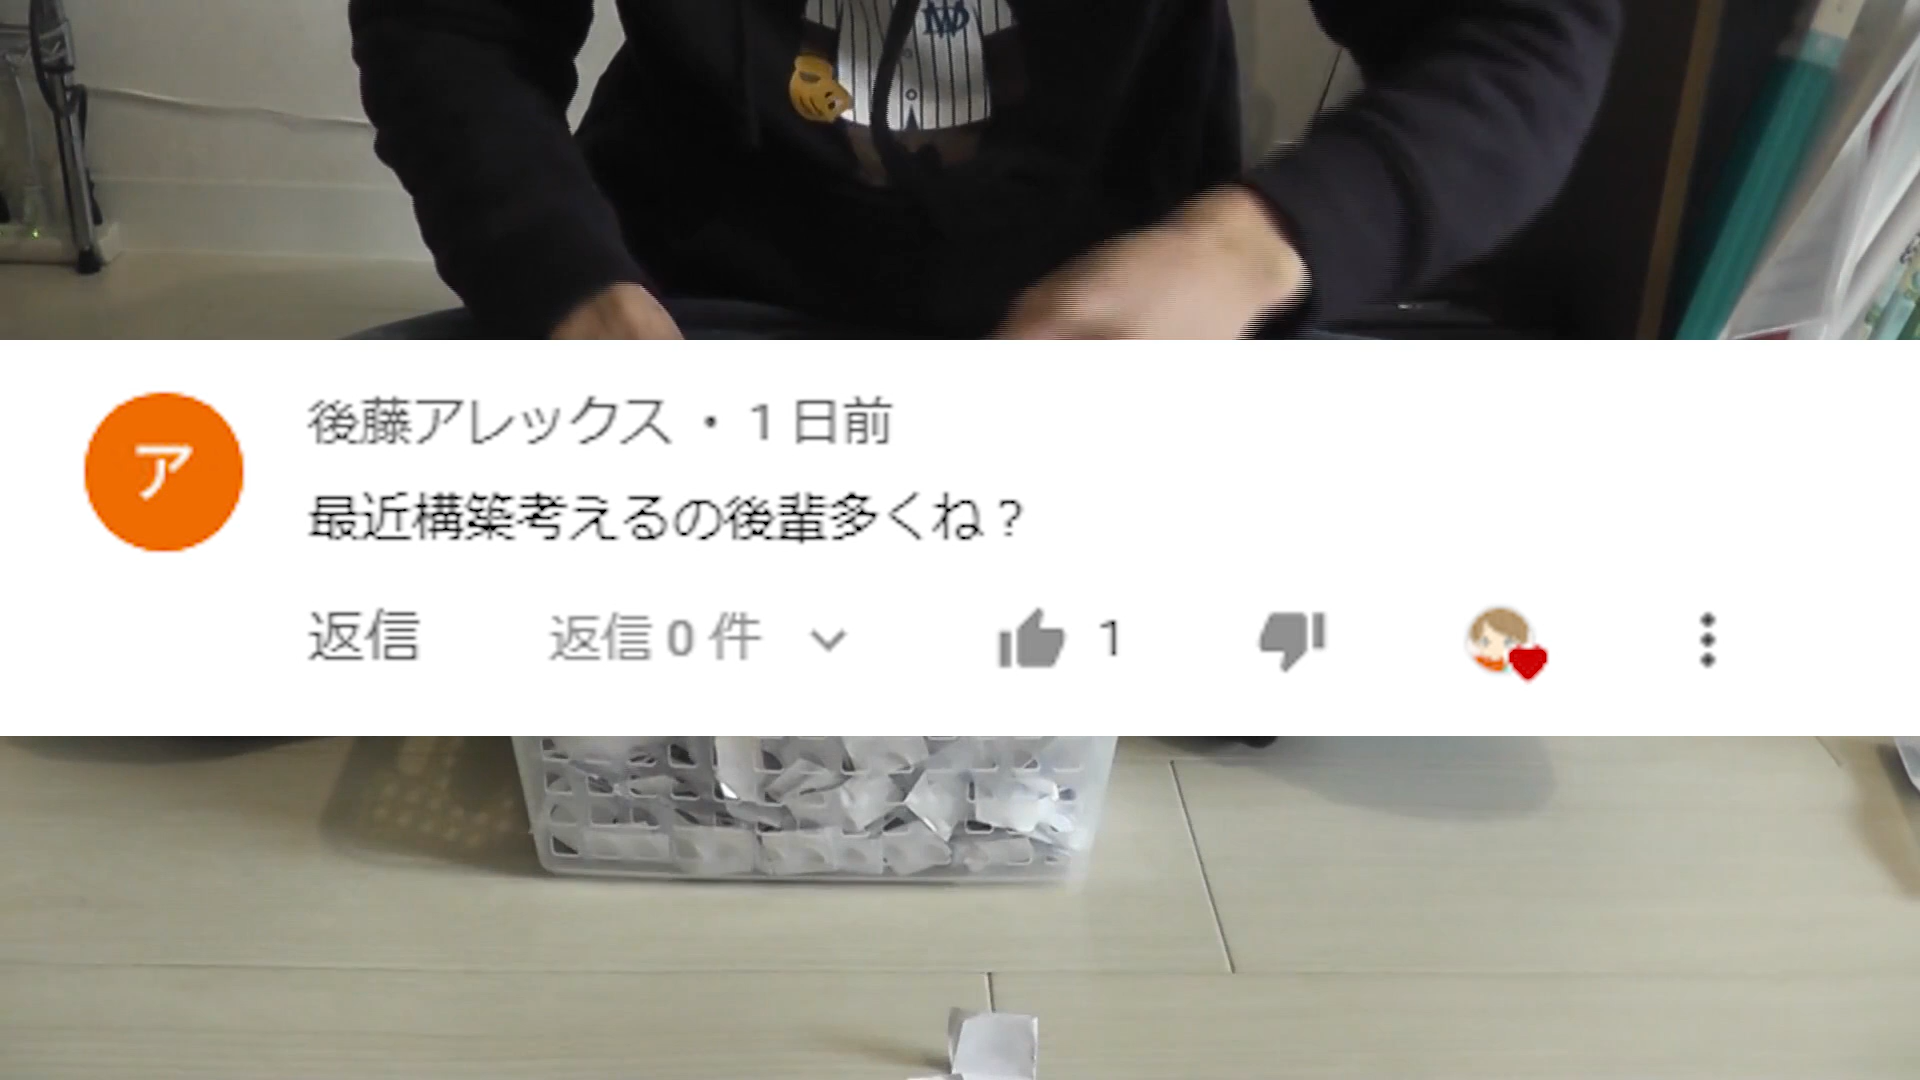 後藤アレックス・1日前
ア
最近構築考えるの後輩多くね？
返信 返信0件 1